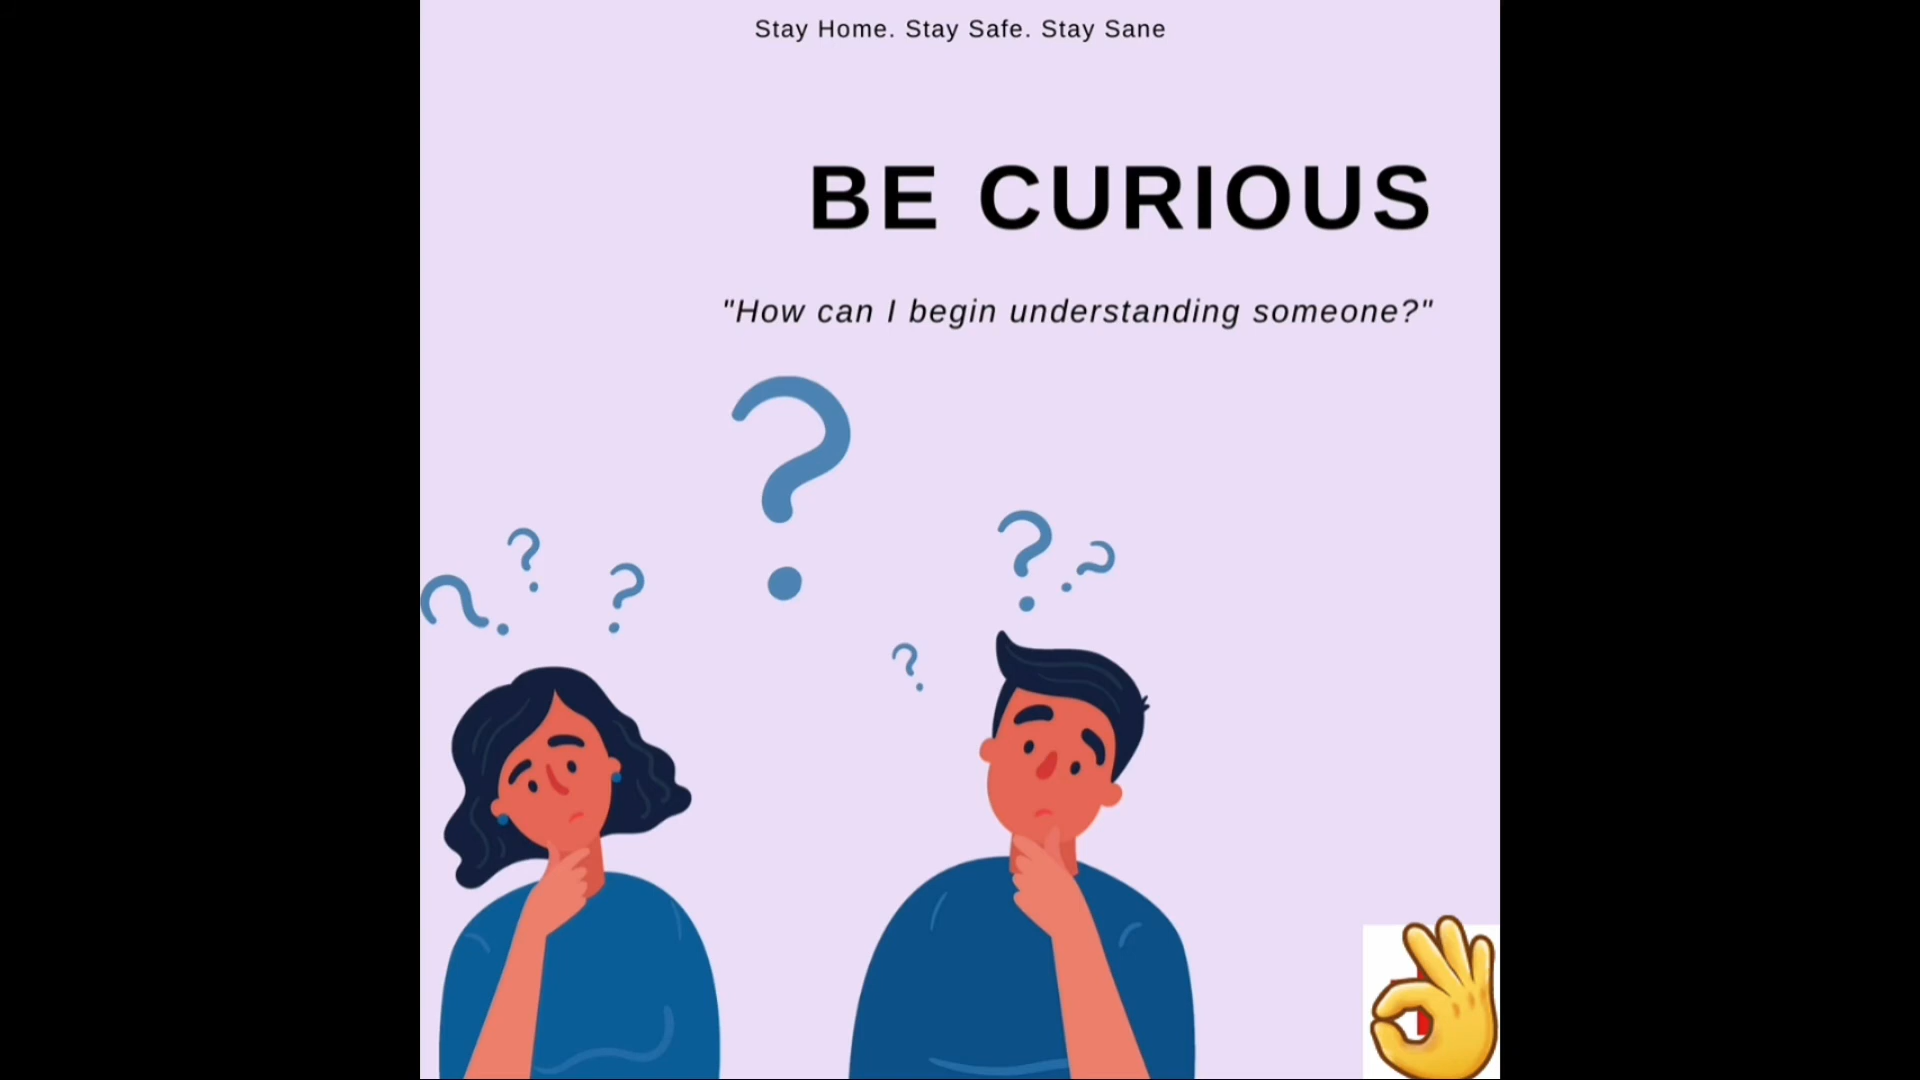 Stay Home. Stay Safe. Stay Sane
BE CURIOUS
"How can I begin understanding someone?"